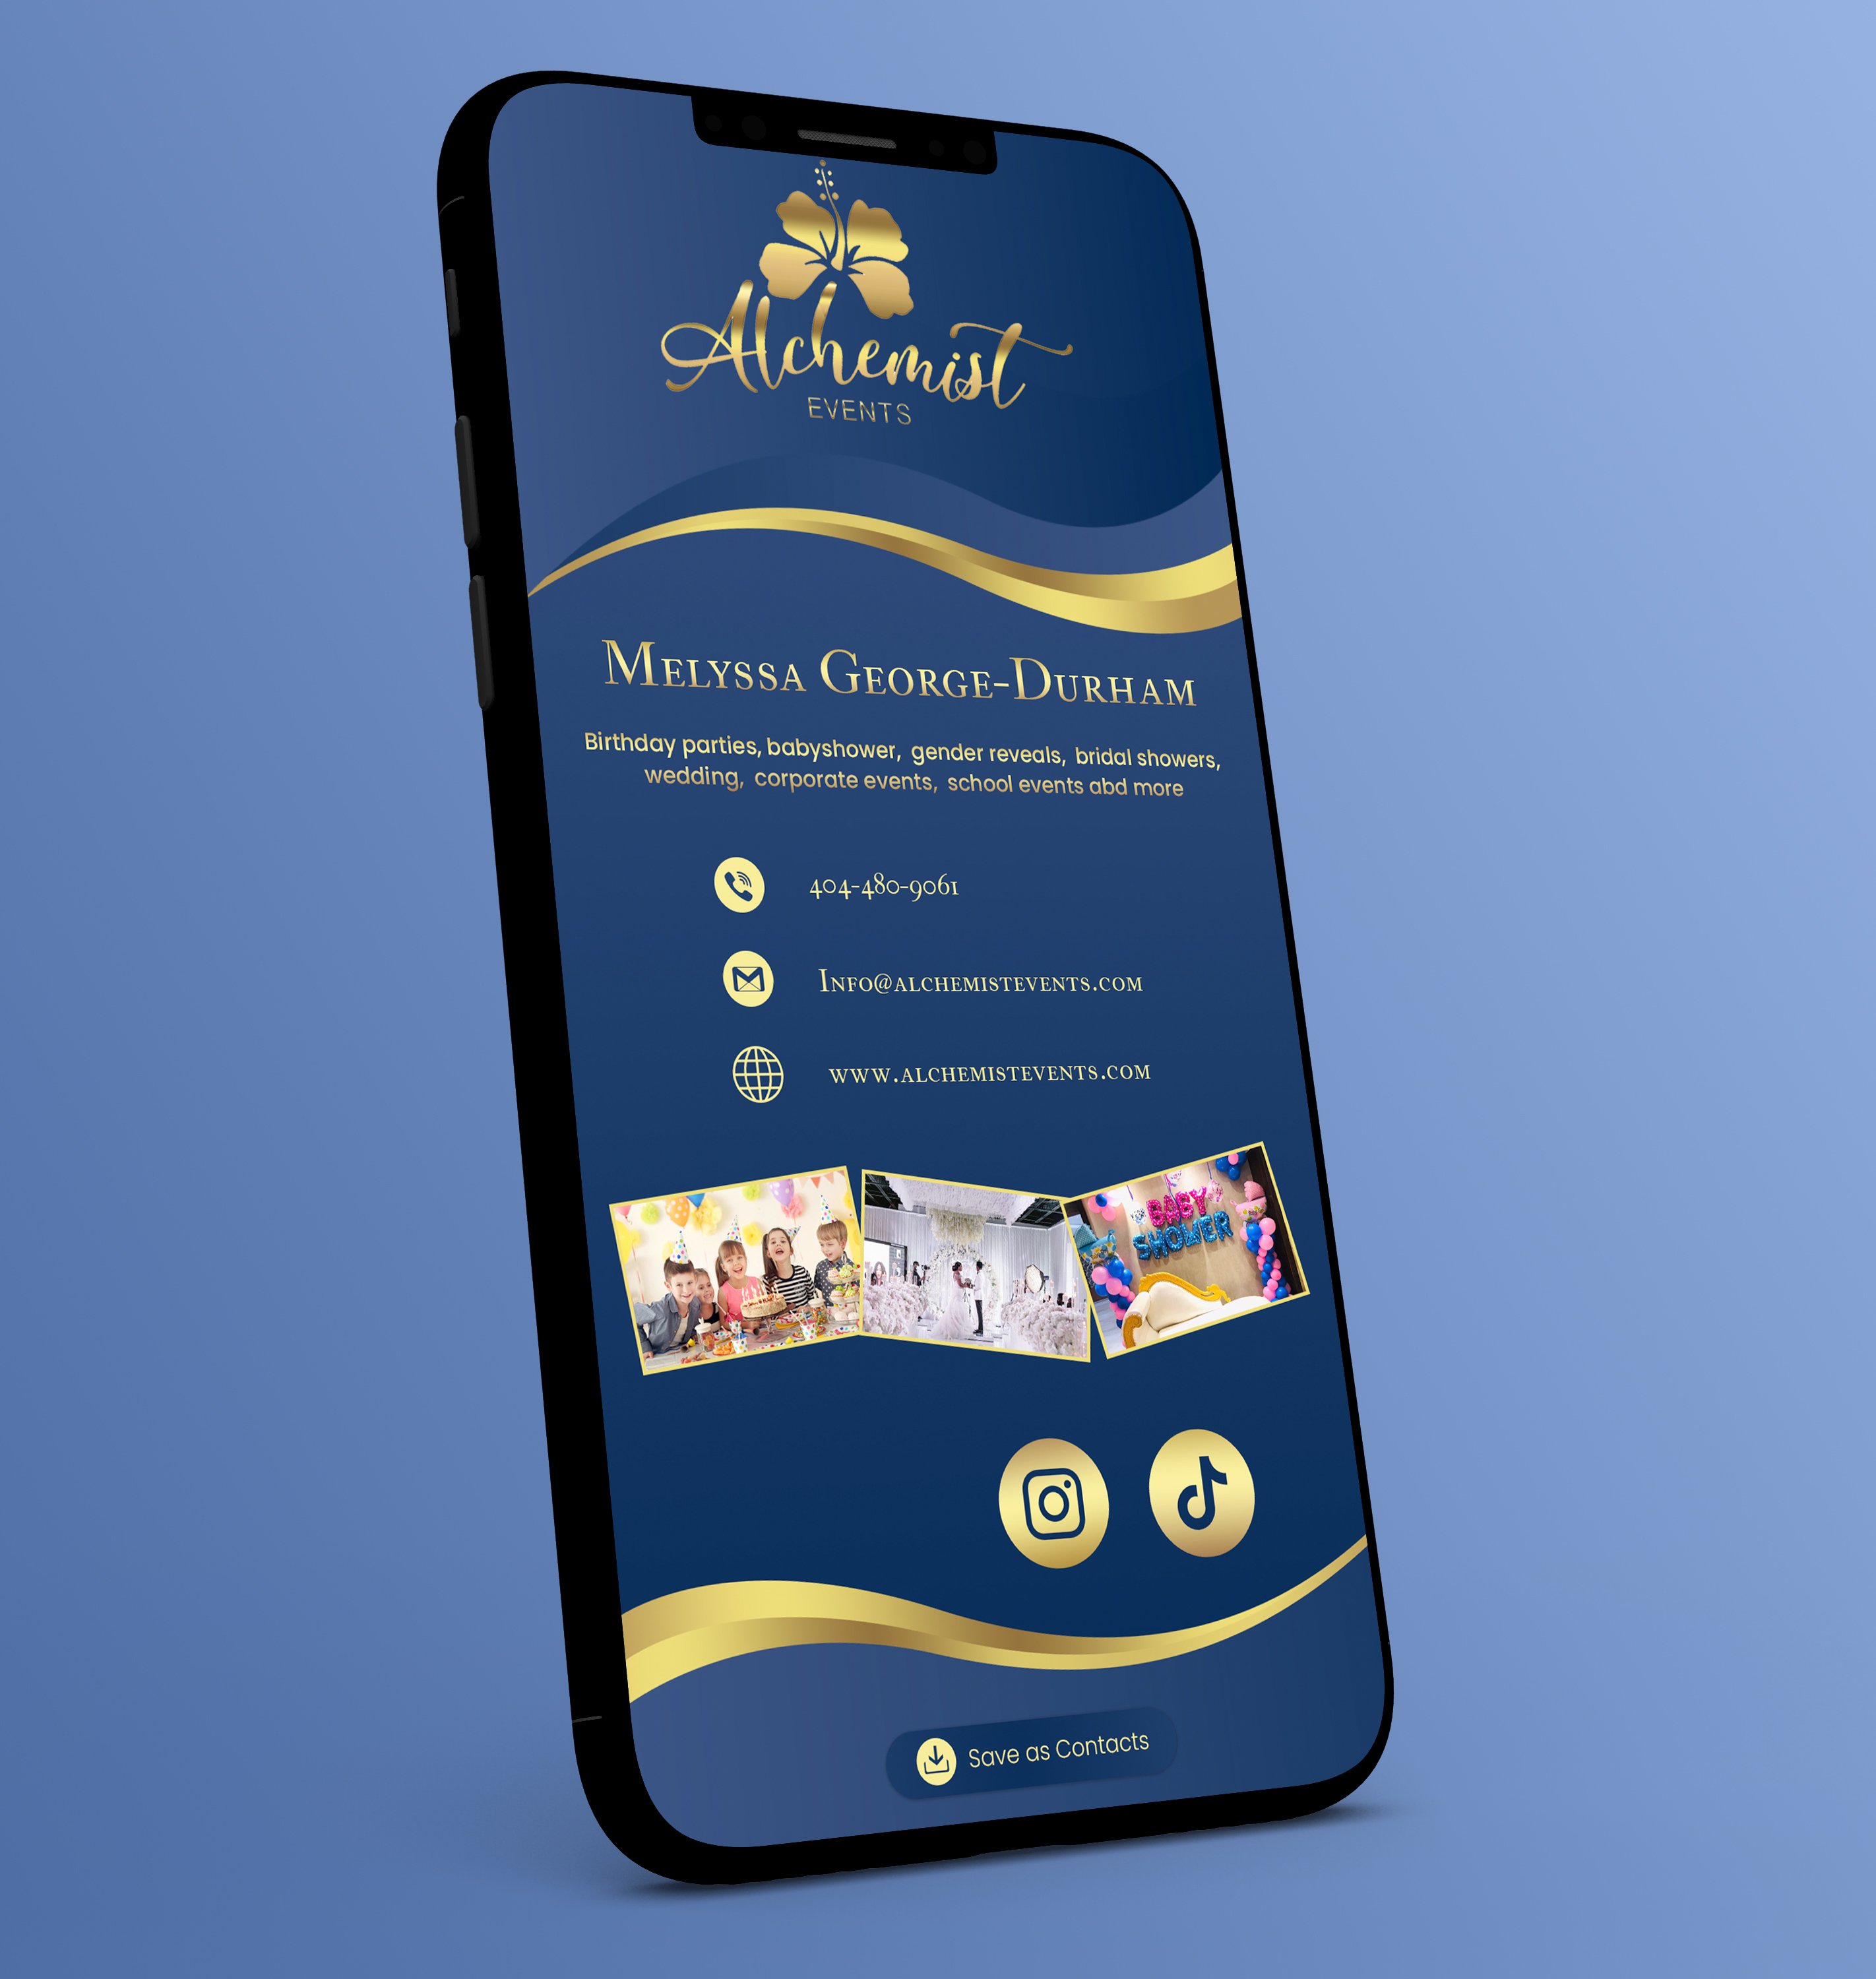 Alchemist
EVENTS
Melyssa George-Durham
Birthday parties, babyshower, gender reveals, bridal showers,
wedding, corporate events, school events abd more
404-480-9061
Info@alchemistevents.com
www.alchemistevents.com
BABY
SHOWER
Save as Contacts